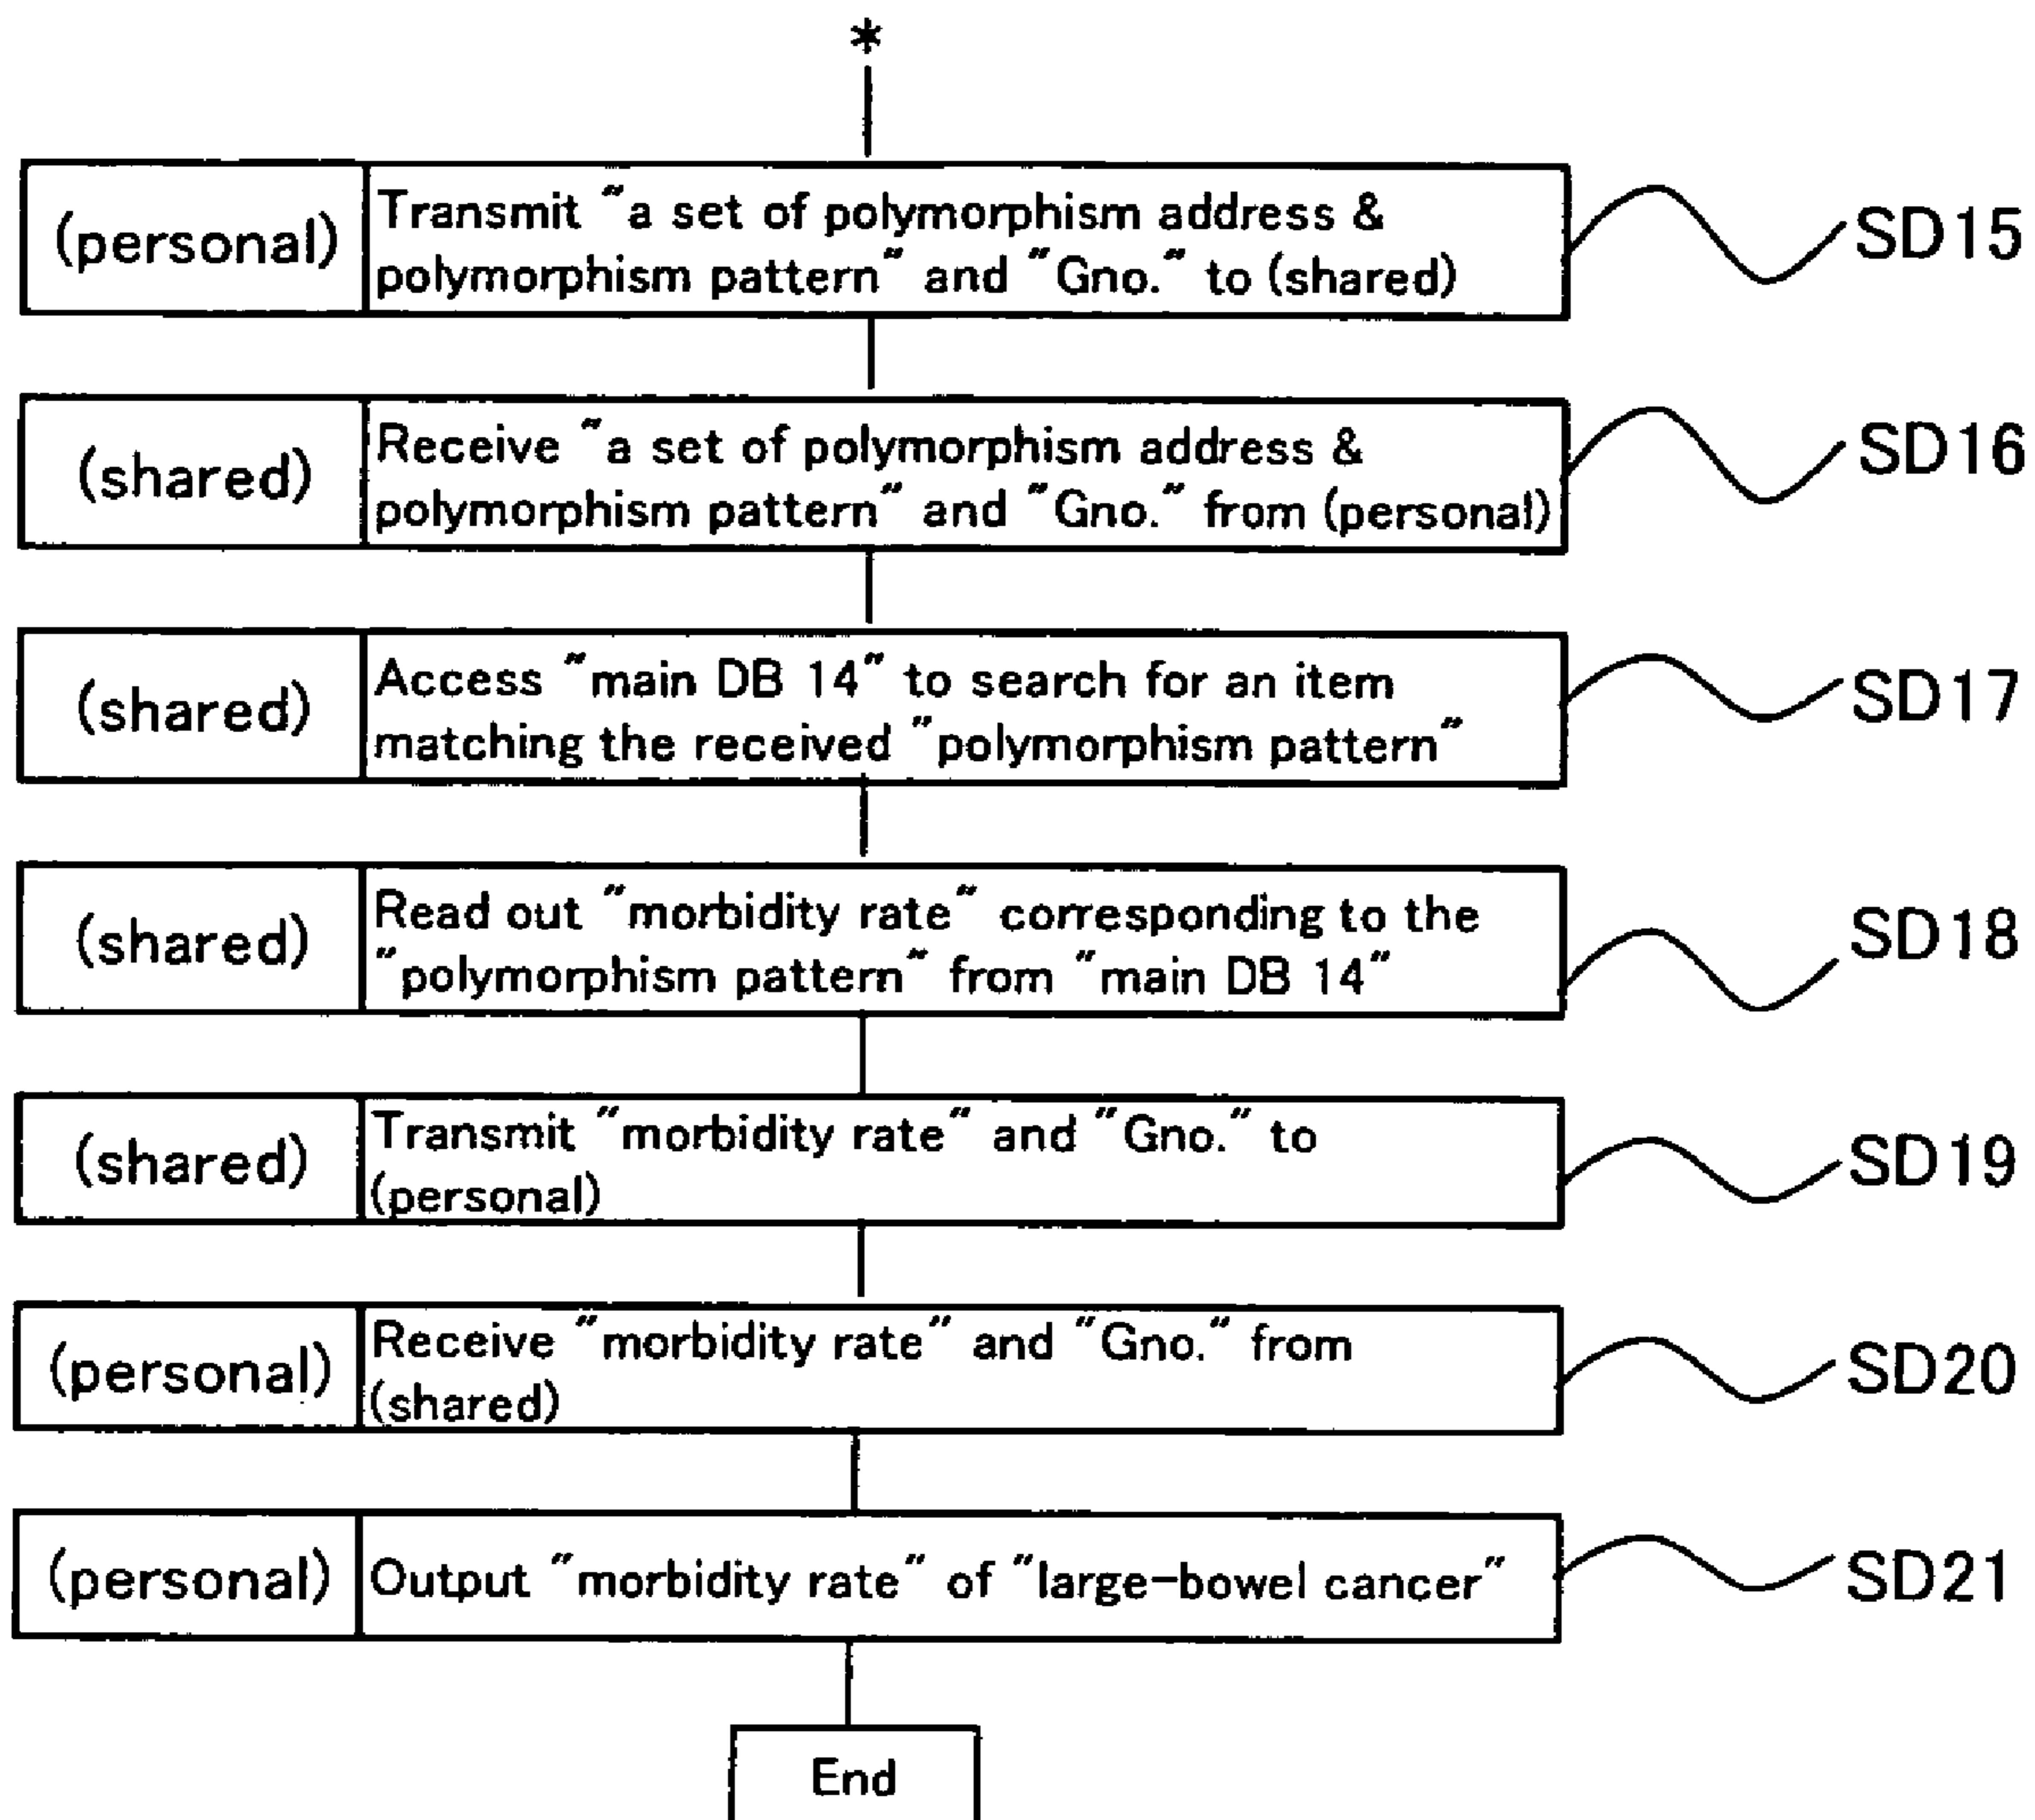 *
(personal) Transmit "a set of polymorphism address &
polymorphism pattern" and "Gno." to (shared)
SD15
(shared) Receive "a set of polymorphism address &
polymorphism pattern" and "Gno." from (personal)
SD16
(shared) Access "main DB 14" to search for an item
matching the received "polymorphism pattern"
SD17
(shared) Read out "morbidity rate" corresponding to the
"polymorphism pattern" from "main DB 14"
SD18
(shared) Transmit "morbidity rate" and "Gno." to
(personal)
SD19
(personal) Receive "morbidity rate" and "Gno." from
(shared)
SD20
(personal) Output "morbidity rate" of "large-bowel cancer"
SD21
End